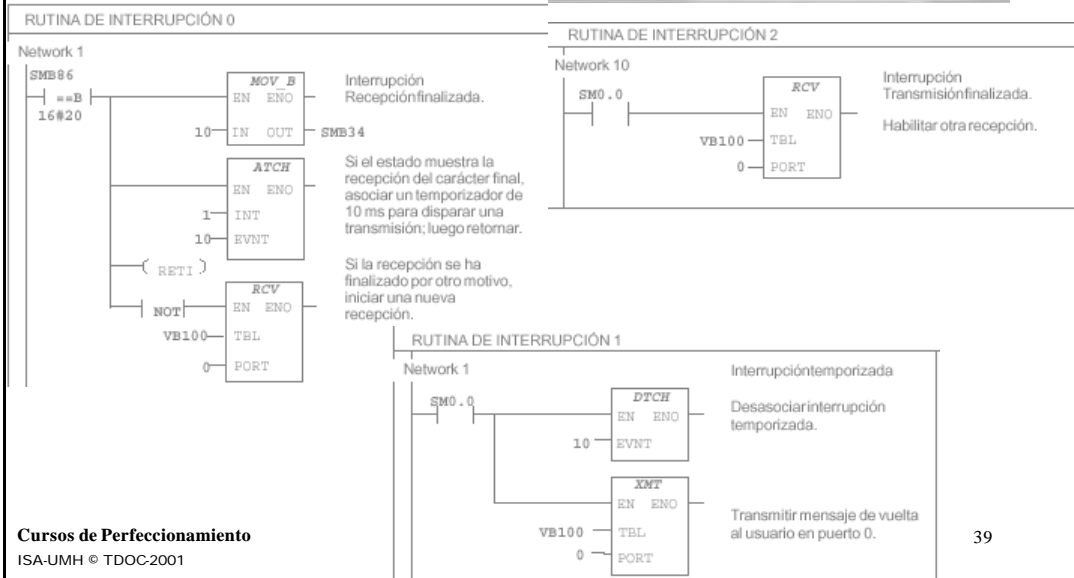 RUTINA DE INTERRUPCIÓN 0
Network 1
SMB86
==B
16#20
MOV_B
EN ENO
10 IN OUT SMB34
Interrupción
Recepciónfinalizada.
ATCH
EN ENO
1 INT
10 EVNT
Si el estado muestra la
recepción del carácter final,
asociar un temporizador de
10 ms para disparar una
transmisión; luego retornar.
( RETI )
NOT
RCV
EN ENO
VB100 TBL
0 PORT
Si la recepción se ha
finalizado por otro motivo,
iniciar una nueva
recepción.
RUTINA DE INTERRUPCIÓN 2
Network 10
SM0.0
RCV
EN ENO
VB100 TBL
0 PORT
Interrupción
Transmisiónfinalizada.
Habilitar otra recepción.
RUTINA DE INTERRUPCIÓN 1
Network 1
SM0.0
DTCH
EN ENO
10 EVNT
Interrupcióntemporizada
Desasociarinterrupción
temporizada.
XMT
EN ENO
VB100 TBL
0 PORT
Transmitir mensaje de vuelta
al usuario en puerto 0.
Cursos de Perfeccionamiento
ISA-UMH © TDOC-2001
39